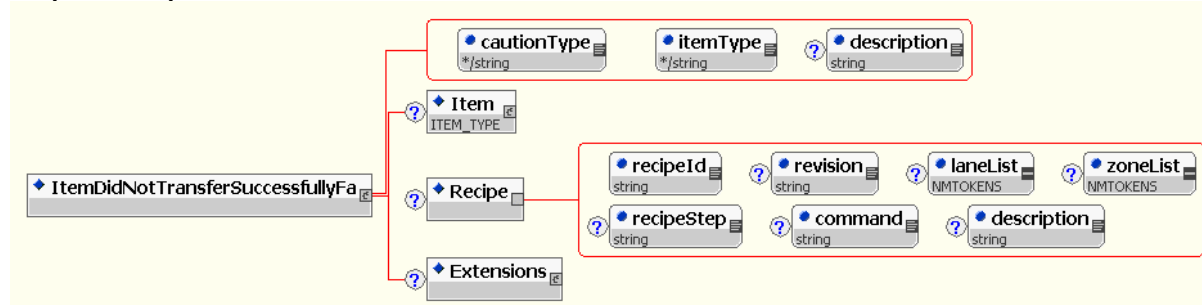 cautionType
*/string
itemType
*/string
? description
string
? Item
ITEM_TYPE
ItemDidNotTransferSuccessfullyFa
? Recipe
recipeId
string
? revision
string
? laneList
NMTOKENS
? zoneList
NMTOKENS
? recipeStep
string
? command
string
? description
string
? Extensions